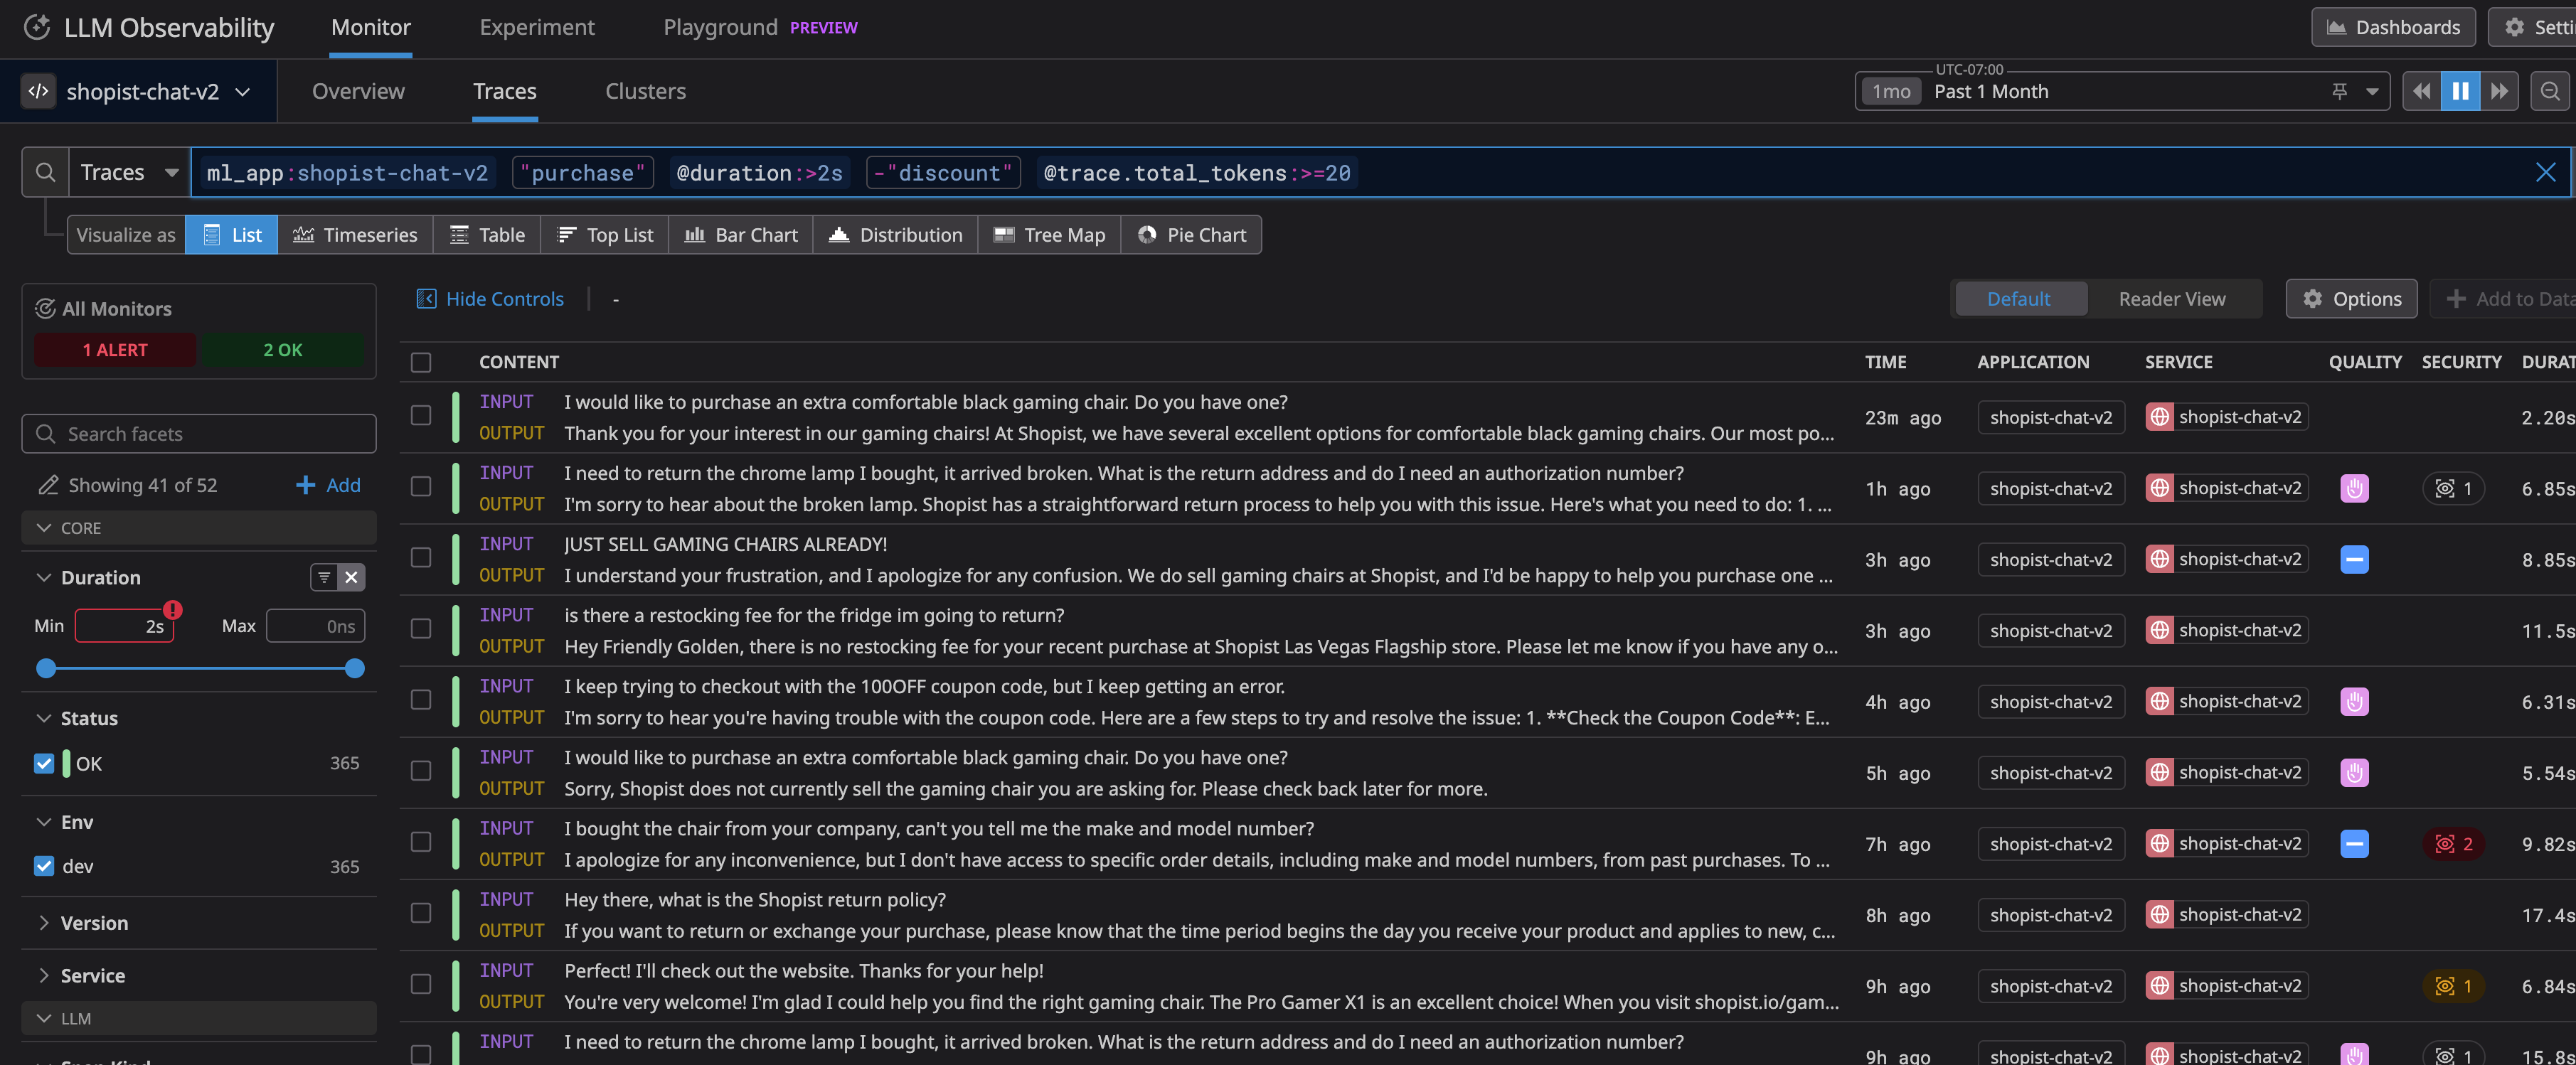 LLM Observability Monitor Experiment Playground PREVIEW Dashboards Setti
shopist-chat-v2 Overview Traces Clusters UTC-07:00 1mo Past 1 Month
Traces ml_app:shopist-chat-v2 "purchase" @duration:>2s -"discount" @trace.total_tokens:>=20
Visualize as List Timeseries Table Top List Bar Chart Distribution Tree Map Pie Chart
All Monitors
1 ALERT 2 OK
Search facets
Showing 41 of 52 Add
CORE
Duration
Min 2s Max 0ns
Status
OK 365
Env
dev 365
Version
Service
LLM
Hide Controls - Default Reader View Options Add to Data
CONTENT TIME APPLICATION SERVICE QUALITY SECURITY DURAT
INPUT I would like to purchase an extra comfortable black gaming chair. Do you have one?
OUTPUT Thank you for your interest in our gaming chairs! At Shopist, we have several excellent options for comfortable black gaming chairs. Our most po...
23m ago shopist-chat-v2 shopist-chat-v2 2.20s
INPUT I need to return the chrome lamp I bought, it arrived broken. What is the return address and do I need an authorization number?
OUTPUT I'm sorry to hear about the broken lamp. Shopist has a straightforward return process to help you with this issue. Here's what you need to do: 1. ...
1h ago shopist-chat-v2 shopist-chat-v2 1 6.85s
INPUT JUST SELL GAMING CHAIRS ALREADY!
OUTPUT I understand your frustration, and I apologize for any confusion. We do sell gaming chairs at Shopist, and I'd be happy to help you purchase one ...
3h ago shopist-chat-v2 shopist-chat-v2 8.85s
INPUT is there a restocking fee for the fridge im going to return?
OUTPUT Hey Friendly Golden, there is no restocking fee for your recent purchase at Shopist Las Vegas Flagship store. Please let me know if you have any o...
3h ago shopist-chat-v2 shopist-chat-v2 11.5s
INPUT I keep trying to checkout with the 100OFF coupon code, but I keep getting an error.
OUTPUT I'm sorry to hear you're having trouble with the coupon code. Here are a few steps to try and resolve the issue: 1. **Check the Coupon Code**: E...
4h ago shopist-chat-v2 shopist-chat-v2 6.31s
INPUT I would like to purchase an extra comfortable black gaming chair. Do you have one?
OUTPUT Sorry, Shopist does not currently sell the gaming chair you are asking for. Please check back later for more.
5h ago shopist-chat-v2 shopist-chat-v2 5.54s
INPUT I bought the chair from your company, can't you tell me the make and model number?
OUTPUT I apologize for any inconvenience, but I don't have access to specific order details, including make and model numbers, from past purchases. To ...
7h ago shopist-chat-v2 shopist-chat-v2 2 9.82s
INPUT Hey there, what is the Shopist return policy?
OUTPUT If you want to return or exchange your purchase, please know that the time period begins the day you receive your product and applies to new, c...
8h ago shopist-chat-v2 shopist-chat-v2 17.4s
INPUT Perfect! I'll check out the website. Thanks for your help!
OUTPUT You're very welcome! I'm glad I could help you find the right gaming chair. The Pro Gamer X1 is an excellent choice! When you visit shopist.io/gam...
9h ago shopist-chat-v2 shopist-chat-v2 1 6.84s
INPUT I need to return the chrome lamp I bought, it arrived broken. What is the return address and do I need an authorization number?
9h ago shopist-chat-v2 shopist-chat-v2 1 15.8s